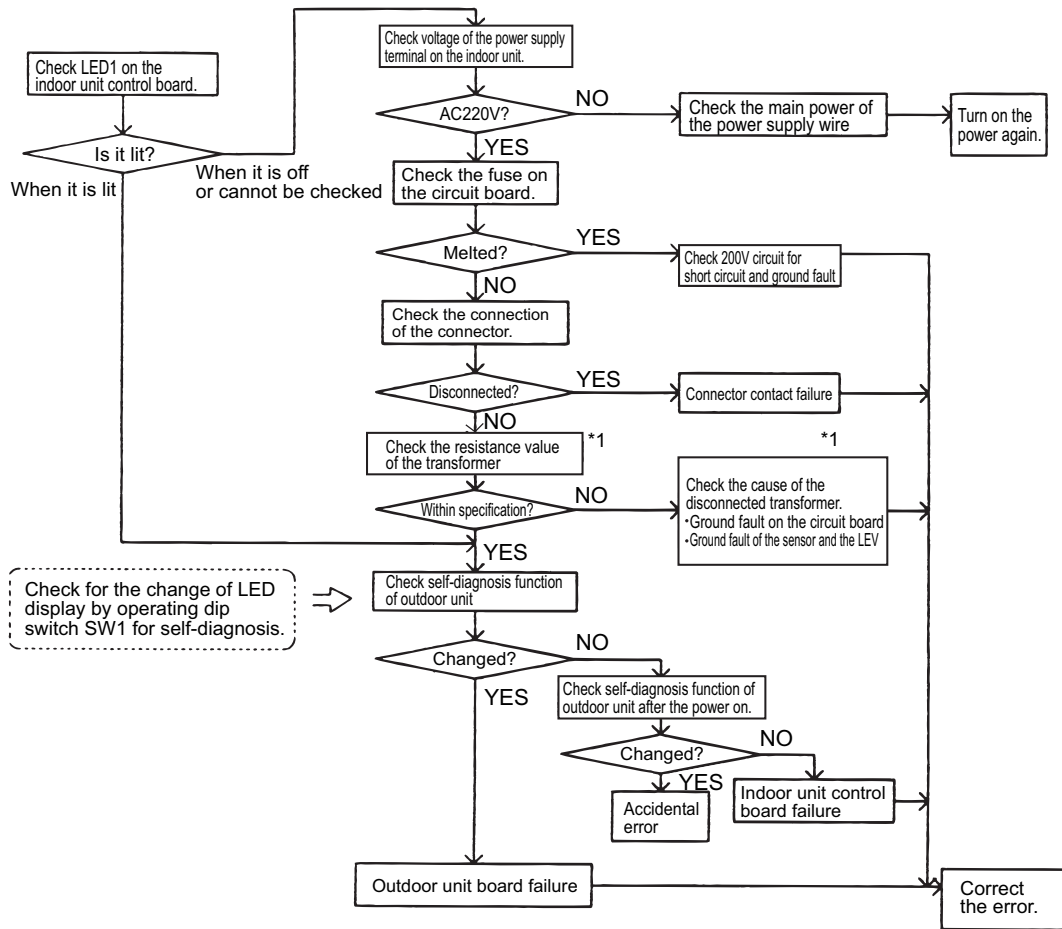 Check LED1 on the
indoor unit control board.
Is it lit?
When it is lit
When it is off
or cannot be checked
Check voltage of the power supply
terminal on the indoor unit.
AC220V?
NO
Check the main power of
the power supply wire
Turn on the
power again.
YES
Check the fuse on
the circuit board.
Melted?
YES
Check 200V circuit for
short circuit and ground fault
NO
Check the connection
of the connector.
Disconnected?
YES
Connector contact failure
NO
Check the resistance value
of the transformer
*1
*1
Within specification?
NO
Check the cause of the
disconnected transformer.
・Ground fault on the circuit board
・Ground fault of the sensor and the LEV
YES
Check for the change of LED
display by operating dip
switch SW1 for self-diagnosis.
Check self-diagnosis function
of outdoor unit
Changed?
NO
YES
Check self-diagnosis function of
outdoor unit after the power on.
Changed?
NO
YES
Accidental
error
Indoor unit control
board failure
Outdoor unit board failure
Correct
the error.